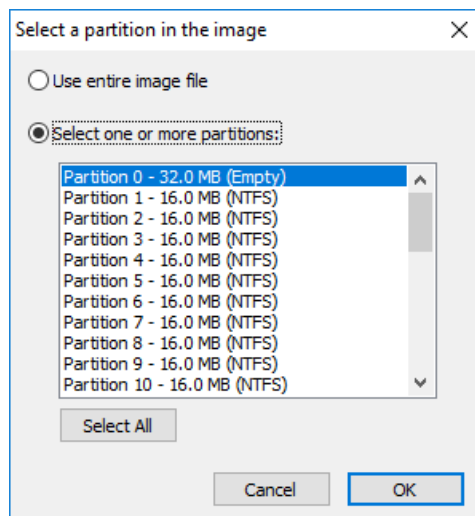 Select a partition in the image
Use entire image file
Select one or more partitions:
Partition 0 - 32.0 MB (Empty)
Partition 1 - 16.0 MB (NTFS)
Partition 2 - 16.0 MB (NTFS)
Partition 3 - 16.0 MB (NTFS)
Partition 4 - 16.0 MB (NTFS)
Partition 5 - 16.0 MB (NTFS)
Partition 6 - 16.0 MB (NTFS)
Partition 7 - 16.0 MB (NTFS)
Partition 8 - 16.0 MB (NTFS)
Partition 9 - 16.0 MB (NTFS)
Partition 10 - 16.0 MB (NTFS)
Select All
Cancel OK